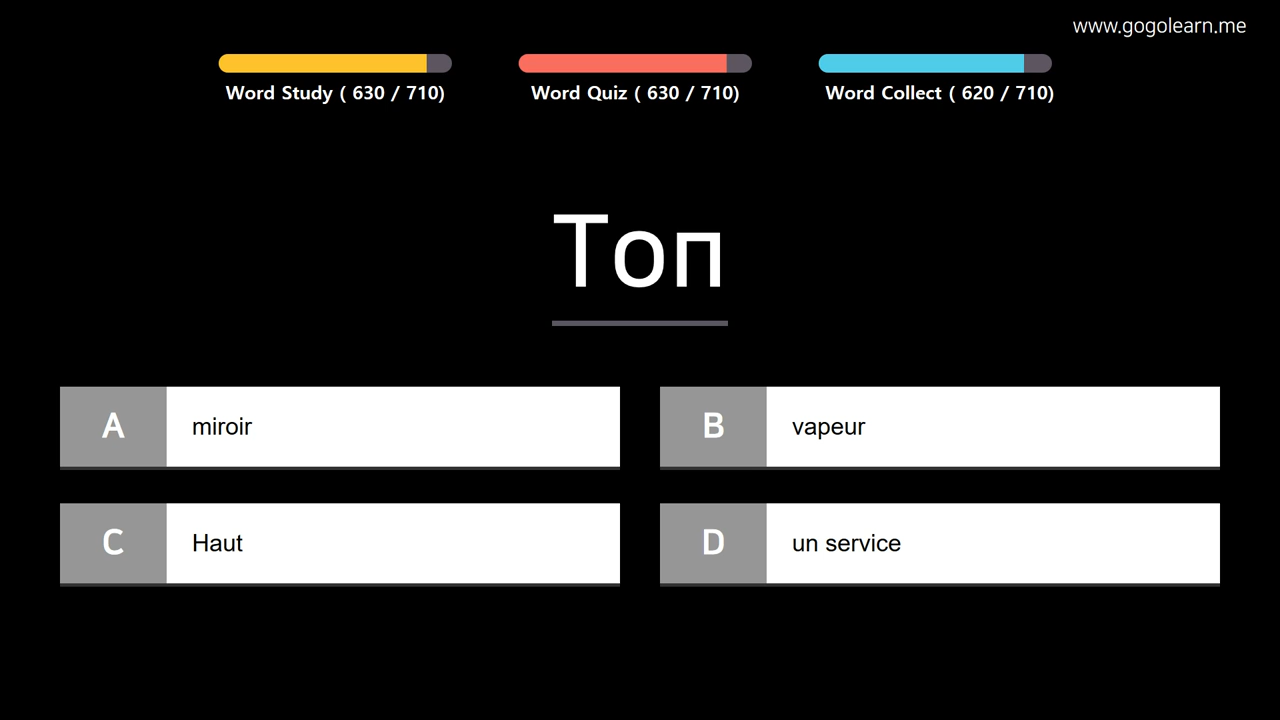 www.gogolearn.me
Word Study ( 630 / 710)
Word Quiz ( 630 / 710)
Word Collect ( 620 / 710)
Топ
A miroir
B vapeur
C Haut
D un service